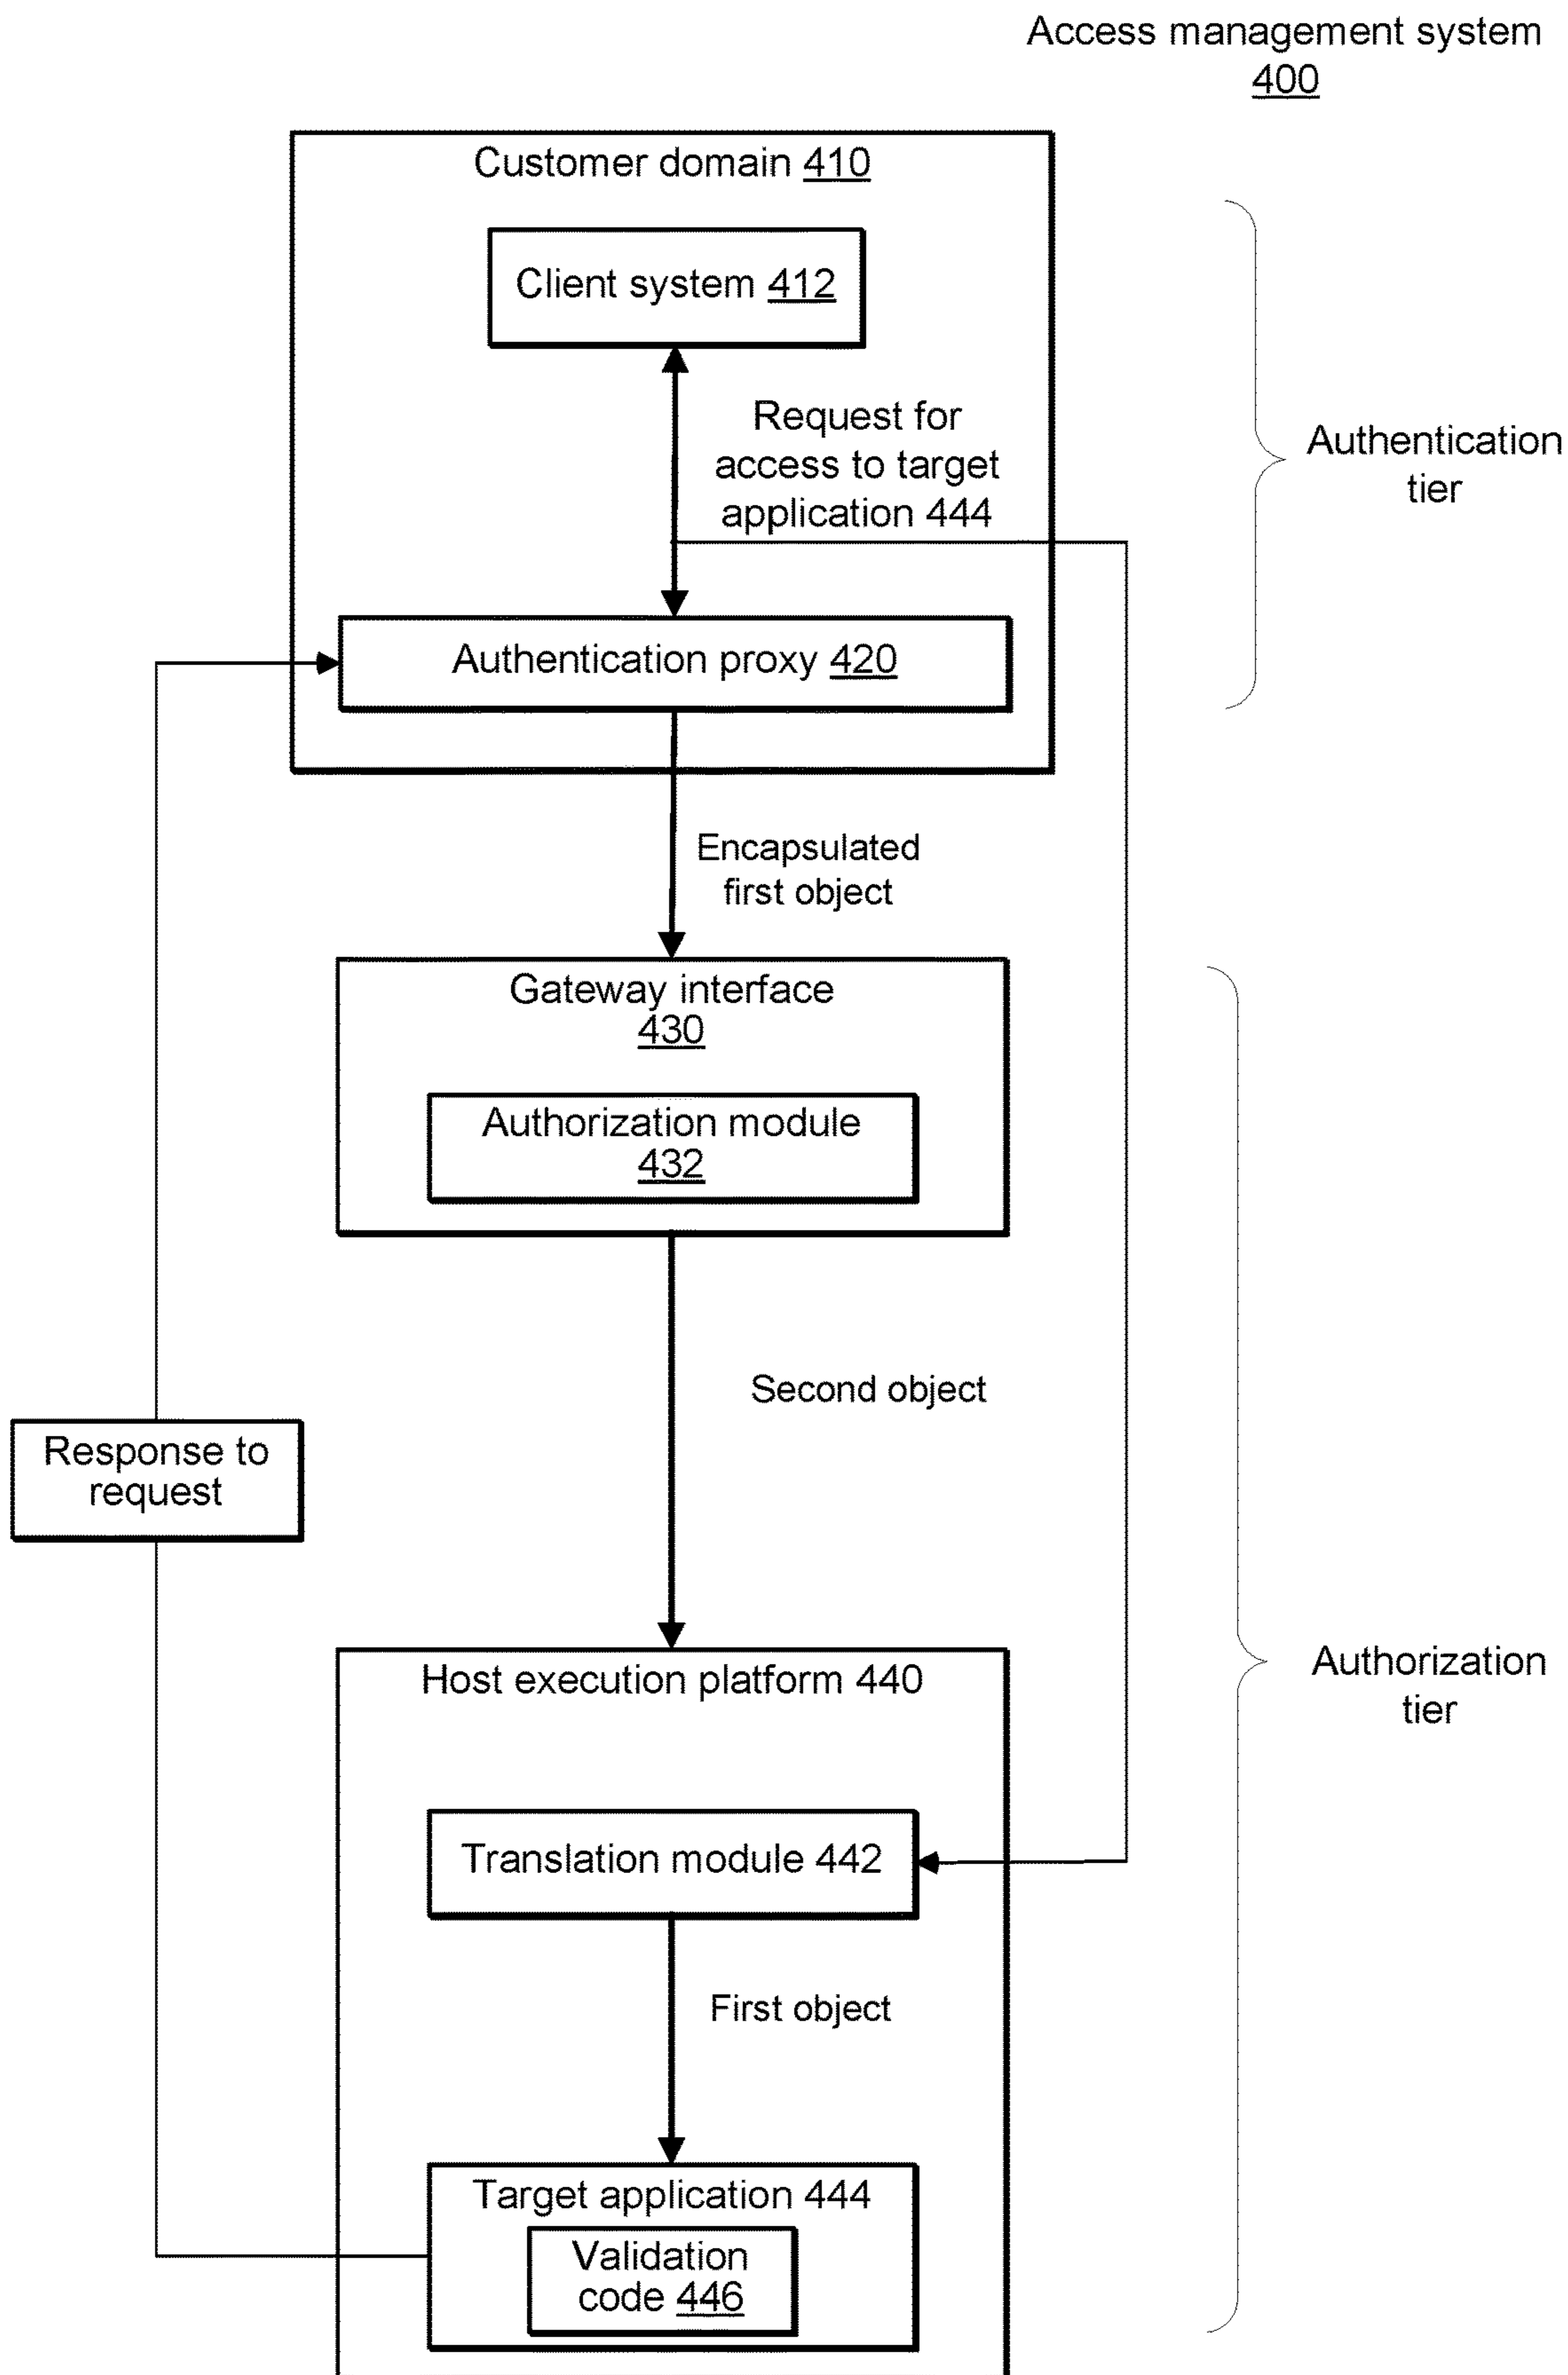 Access management system
400
Customer domain 410
Client system 412
Request for
access to target
application 444
Authentication
tier
Authentication proxy 420
Encapsulated
first object
Gateway interface
430
Authorization module
432
Second object
Response to
request
Host execution platform 440
Authorization
tier
Translation module 442
First object
Target application 444
Validation
code 446